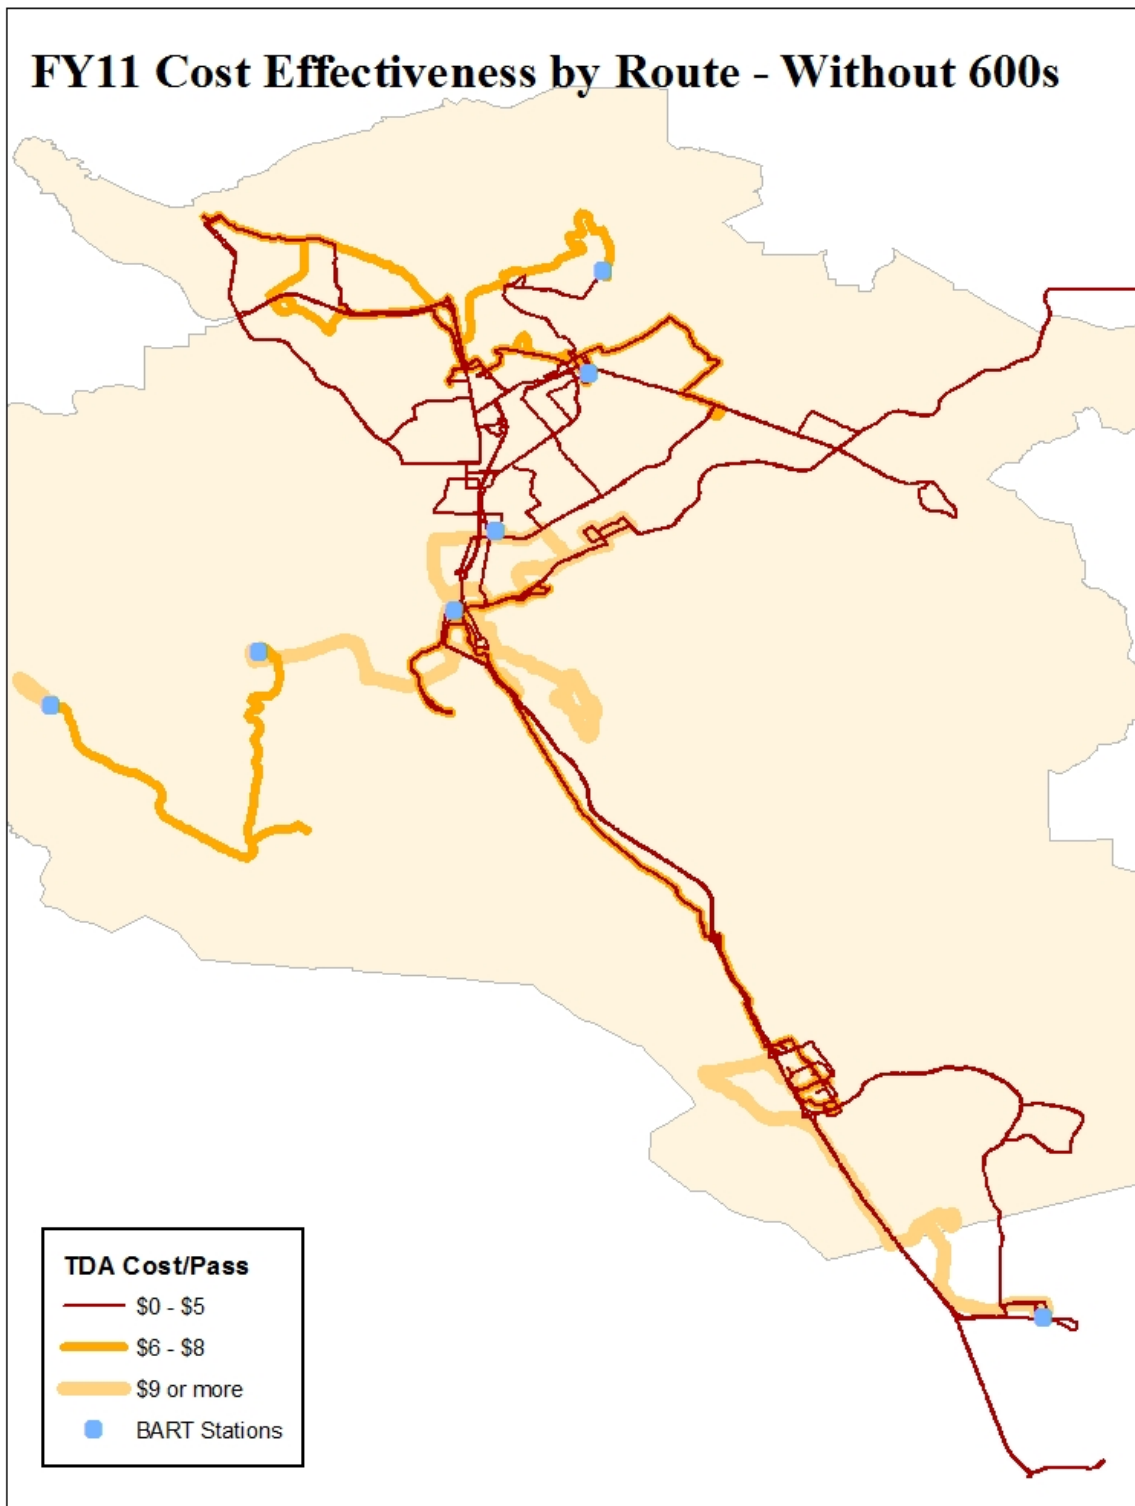 FY11 Cost Effectiveness by Route - Without 600s
TDA Cost/Pass
$0 - $5
$6 - $8
$9 or more
BART Stations